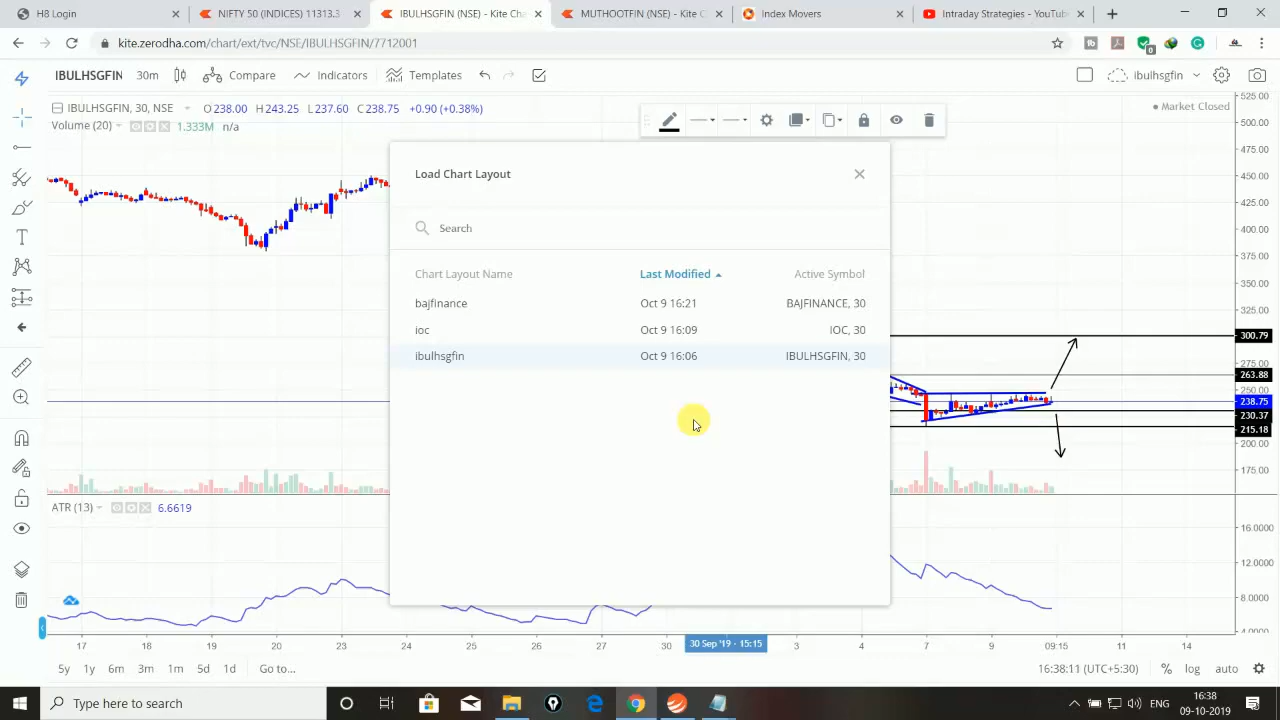 H8 Login
NIFTY 50 (INDICES) 11313.3
IBULHSGFIN (NSE) - Kite Cha
MUTHOOTFIN (NSE) - Kite C
Index Movers
Intraday Strategies - YouTub
kite.zerodha.com/chart/ext/tvc/NSE/IBULHSGFIN/7712001
IBULHSGFIN 30m Compare Indicators Templates ibulhsgfin
IBULHSGFIN, 30, NSE O 238.00 H 243.25 L 237.60 C 238.75 +0.90 (+0.38%)
Market Closed
Volume (20) 1.333M n/a
Load Chart Layout
Search
Chart Layout Name Last Modified Active Symbol
bajfinance Oct 9 16:21 BAJFINANCE, 30
ioc Oct 9 16:09 IOC, 30
ibulhsgfin Oct 9 16:06 IBULHSGFIN, 30
525.00
500.00
475.00
450.00
425.00
400.00
375.00
350.00
325.00
300.79
275.00
263.88
250.00
238.75
230.37
215.18
200.00
175.00
ATR (13) 6.6619
16.0000
12.0000
8.0000
4.0000
17 18 19 20 23 24 25 26 27 30 30 Sep '19 - 15:15 3 7 9 09:15 11 14
5y 1y 6m 3m 1m 5d 1d Go to... 16:38:11 (UTC+5:30) % log auto
Type here to search
ENG
16:38
09-10-2019